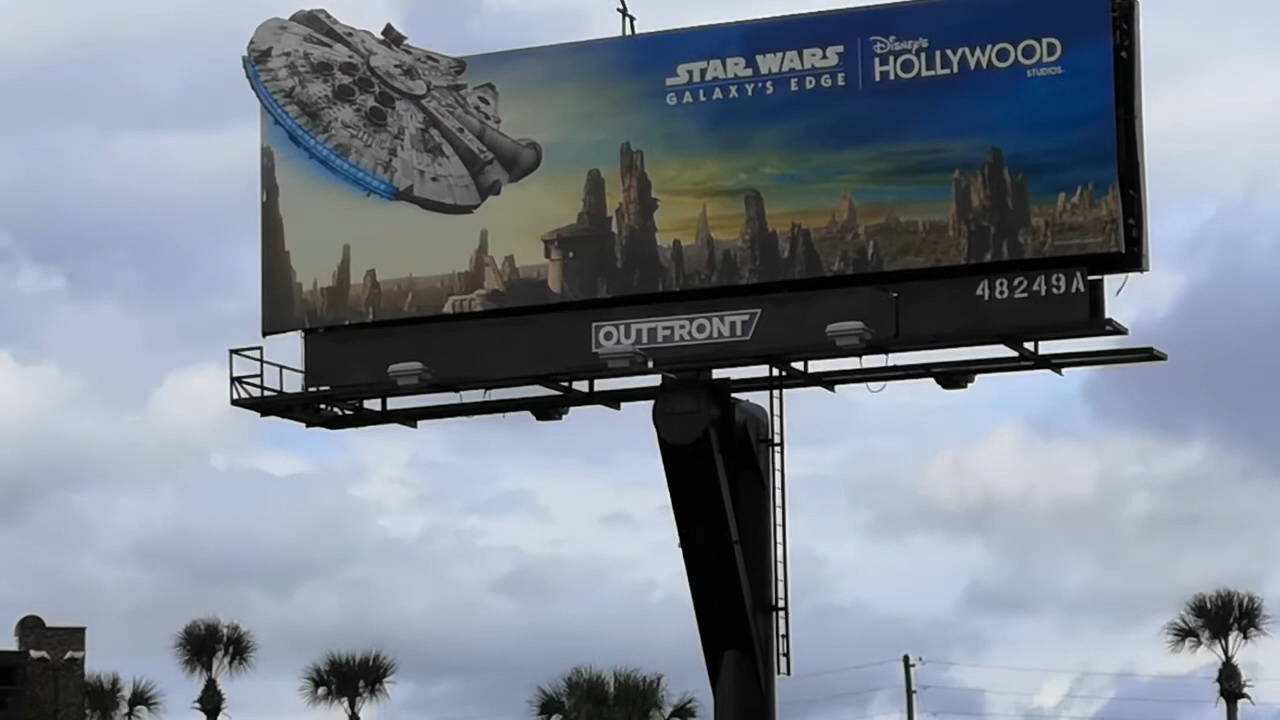 STAR WARS
GALAXY'S EDGE
Disney's
HOLLYWOOD
STUDIOS
48249A
OUTFRONT